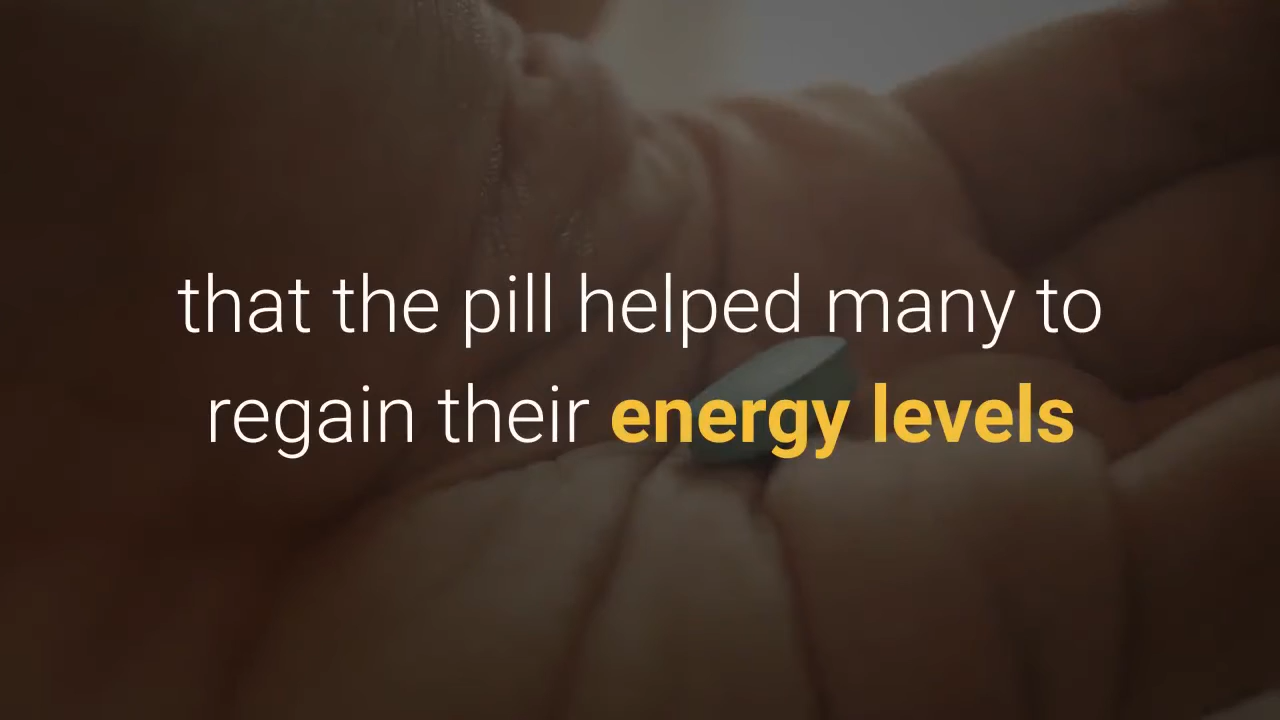 that the pill helped many to
regain their energy levels